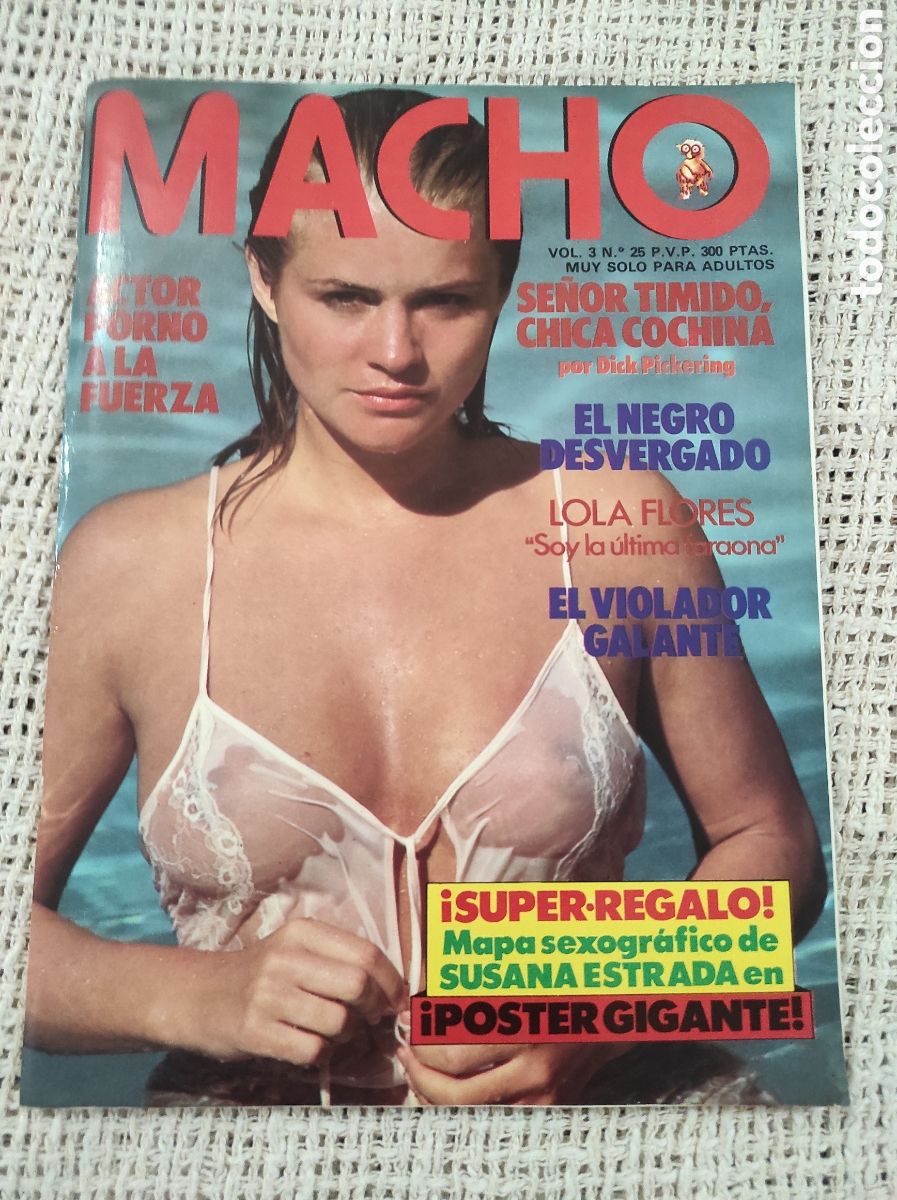 MACHO
VOL. 3 N.º 25 P.V.P. 300 PTAS.
MUY SOLO PARA ADULTOS
ACTOR
PORNO
A LA
FUERZA
SEÑOR TIMIDO,
CHICA COCHINA
por Dick Pickering
EL NEGRO
DESVERGADO
LOLA FLORES
"Soy la última faraona"
EL VIOLADOR
GALANTE
¡SUPER-REGALO!
Mapa sexográfico de
SUSANA ESTRADA en
¡POSTER GIGANTE!
todocoleccion